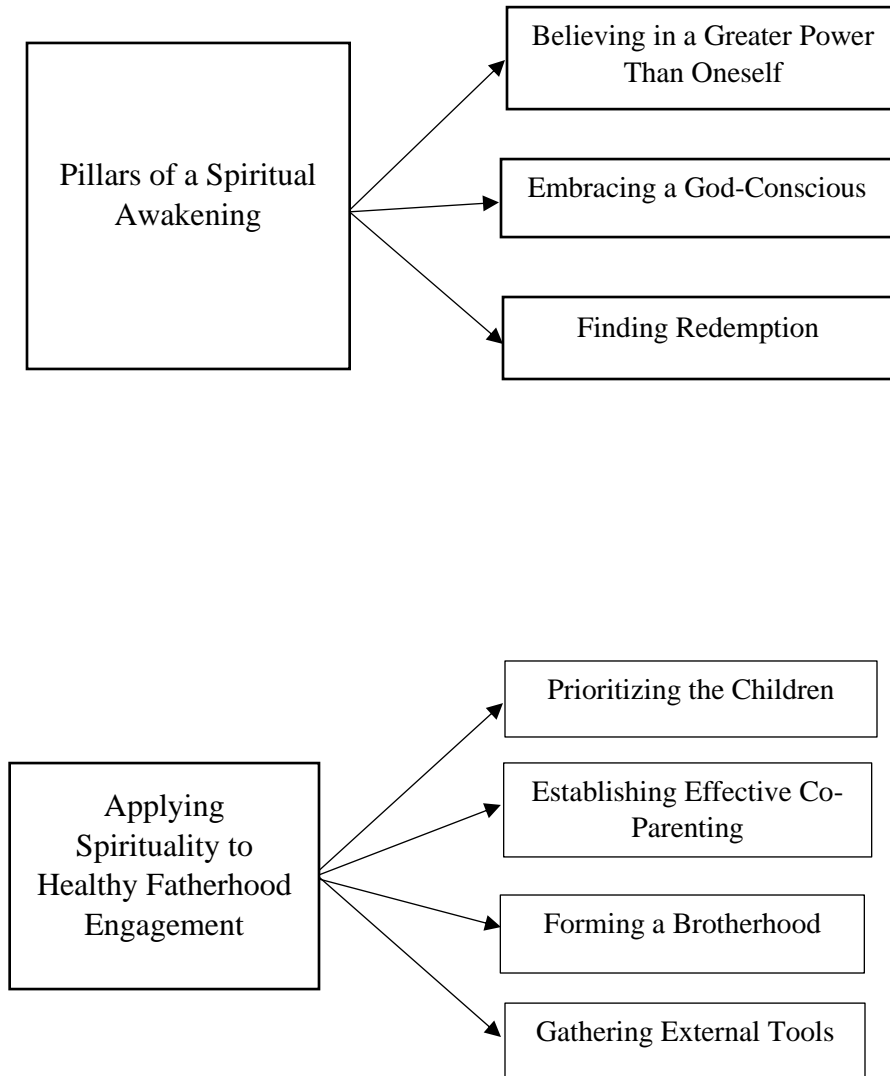 Pillars of a Spiritual
Awakening
Believing in a Greater Power
Than Oneself
Embracing a God-Conscious
Finding Redemption
Applying
Spirituality to
Healthy Fatherhood
Engagement
Prioritizing the Children
Establishing Effective Co-
Parenting
Forming a Brotherhood
Gathering External Tools